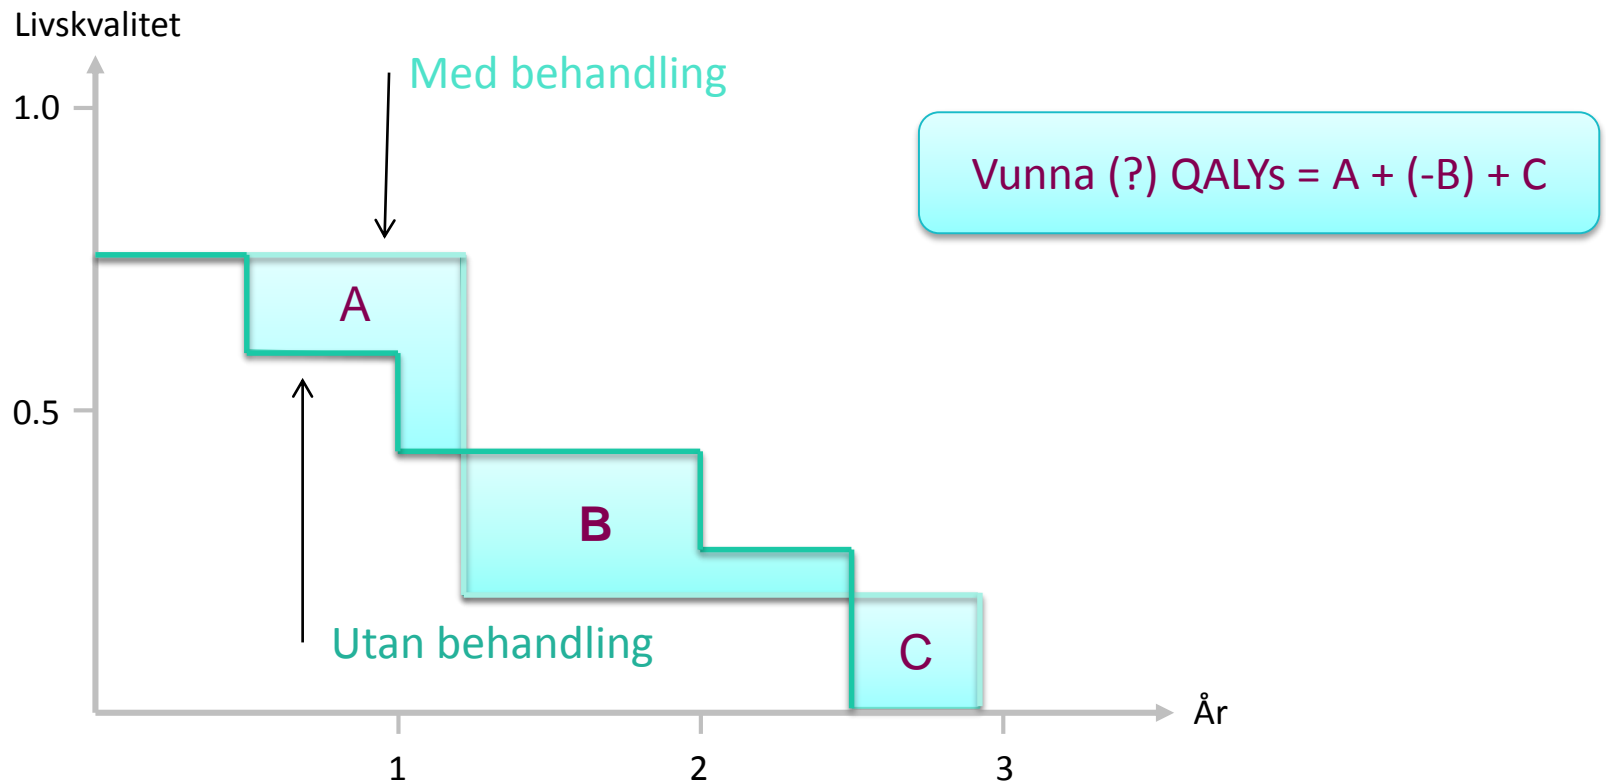 Livskvalitet
Med behandling
1.0
Vunna (?) QALYs = A + (-B) + C
A
0.5
B
Utan behandling
C
År
1
2
3